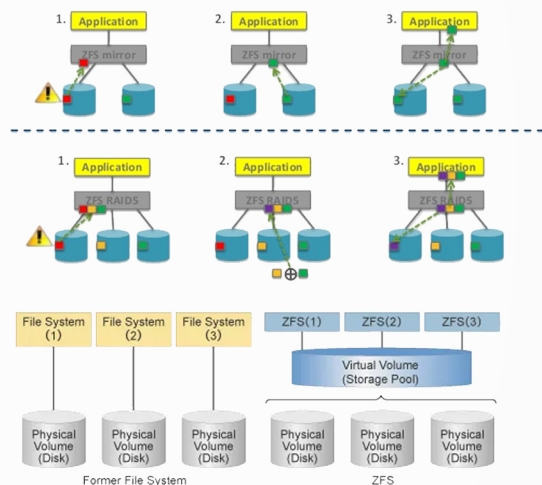 1. Application
2. Application
3. Application
ZFS mirror
ZFS mirror
ZFS mirror
1. Application
2. Application
3. Application
ZFS RAID5
ZFS RAID5
ZFS RAID5
File System
(1)
File System
(2)
File System
(3)
ZFS(1)
ZFS(2)
ZFS(3)
Virtual Volume
(Storage Pool)
Physical
Volume
(Disk)
Physical
Volume
(Disk)
Physical
Volume
(Disk)
Physical
Volume
(Disk)
Physical
Volume
(Disk)
Physical
Volume
(Disk)
Former File System
ZFS